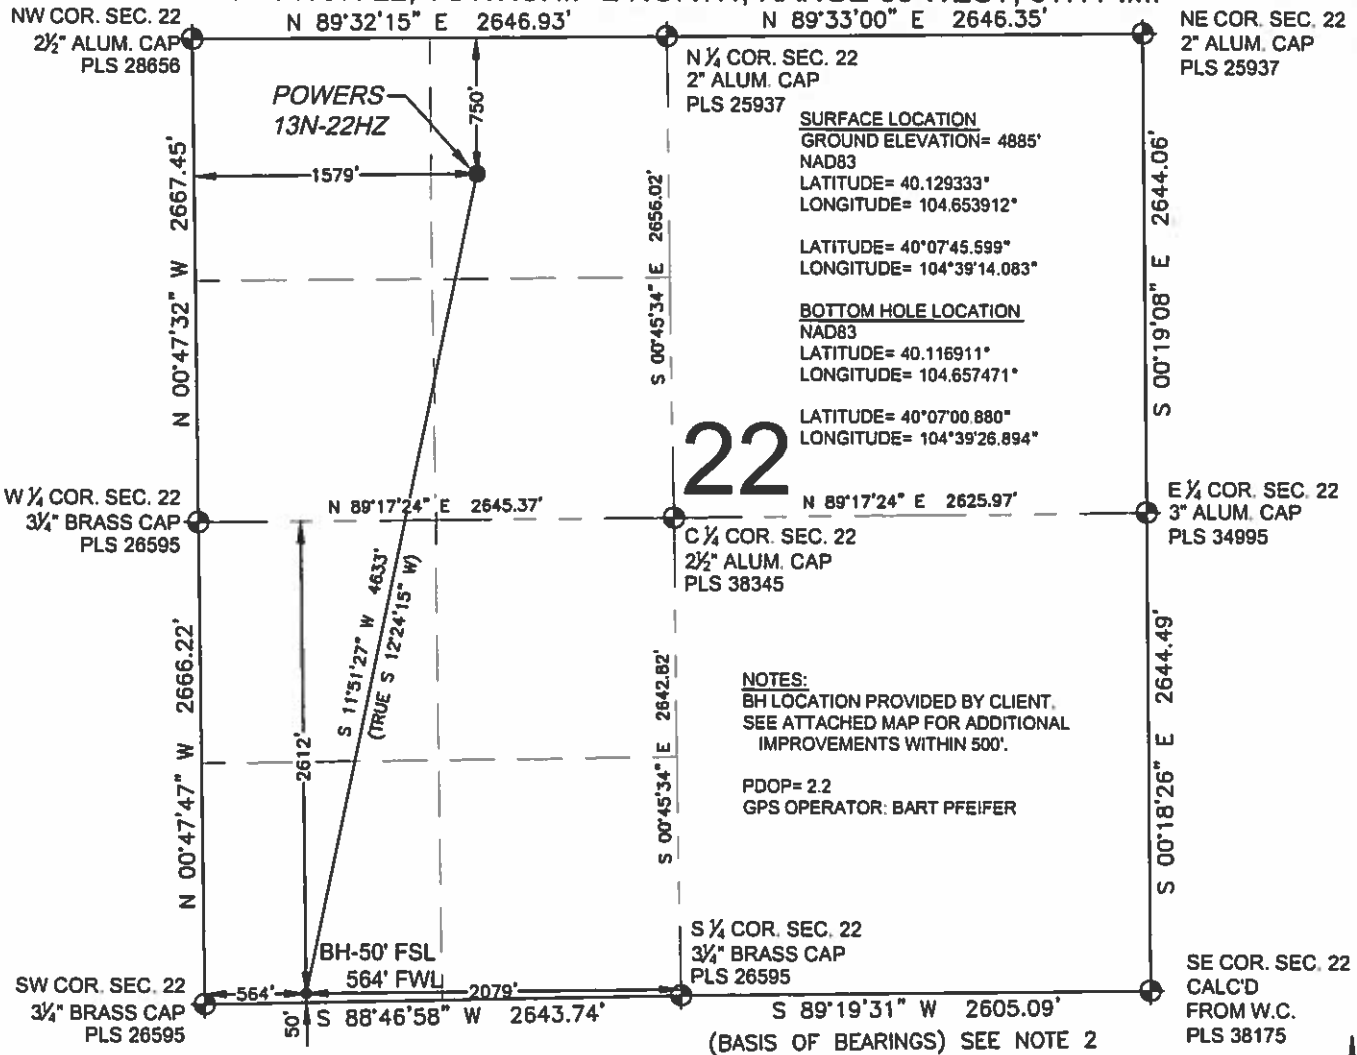 NW COR. SEC. 22
2½" ALUM. CAP
PLS 28656
N 89°32'15" E 2646.93'
N 89°33'00" E 2646.35'
NE COR. SEC. 22
2" ALUM. CAP
PLS 25937
N ¼ COR. SEC. 22
2" ALUM. CAP
PLS 25937
POWERS
13N-22HZ
750'
1579'
N 00°47'32" W 2667.45'
S 00°45'34" E 2656.02'
S 00°19'08" E 2644.06'
SURFACE LOCATION
GROUND ELEVATION= 4885'
NAD83
LATITUDE= 40.129333°
LONGITUDE= 104.653912°
LATITUDE= 40°07'45.599"
LONGITUDE= 104°39'14.083"
BOTTOM HOLE LOCATION
NAD83
LATITUDE= 40.116911°
LONGITUDE= 104.657471°
LATITUDE= 40°07'00.880"
LONGITUDE= 104°39'26.894"
22
W ¼ COR. SEC. 22
3¼" BRASS CAP
PLS 26595
N 89°17'24" E 2645.37'
N 89°17'24" E 2625.97'
E ¼ COR. SEC. 22
3" ALUM. CAP
PLS 34995
C ¼ COR. SEC. 22
2½" ALUM. CAP
PLS 38345
S 11°51'27" W 4633'
(TRUE S 12°24'15" W)
2612'
N 00°47'47" W 2666.22'
S 00°45'34" E 2642.82'
S 00°18'26" E 2644.49'
NOTES:
BH LOCATION PROVIDED BY CLIENT.
SEE ATTACHED MAP FOR ADDITIONAL
IMPROVEMENTS WITHIN 500'.
PDOP= 2.2
GPS OPERATOR: BART PFEIFER
BH-50' FSL
564' FWL
S ¼ COR. SEC. 22
3¼" BRASS CAP
PLS 26595
SW COR. SEC. 22
3¼" BRASS CAP
PLS 26595
564'
2079'
50'
S 88°46'58" W 2643.74'
S 89°19'31" W 2605.09'
(BASIS OF BEARINGS) SEE NOTE 2
SE COR. SEC. 22
CALC'D
FROM W.C.
PLS 38175